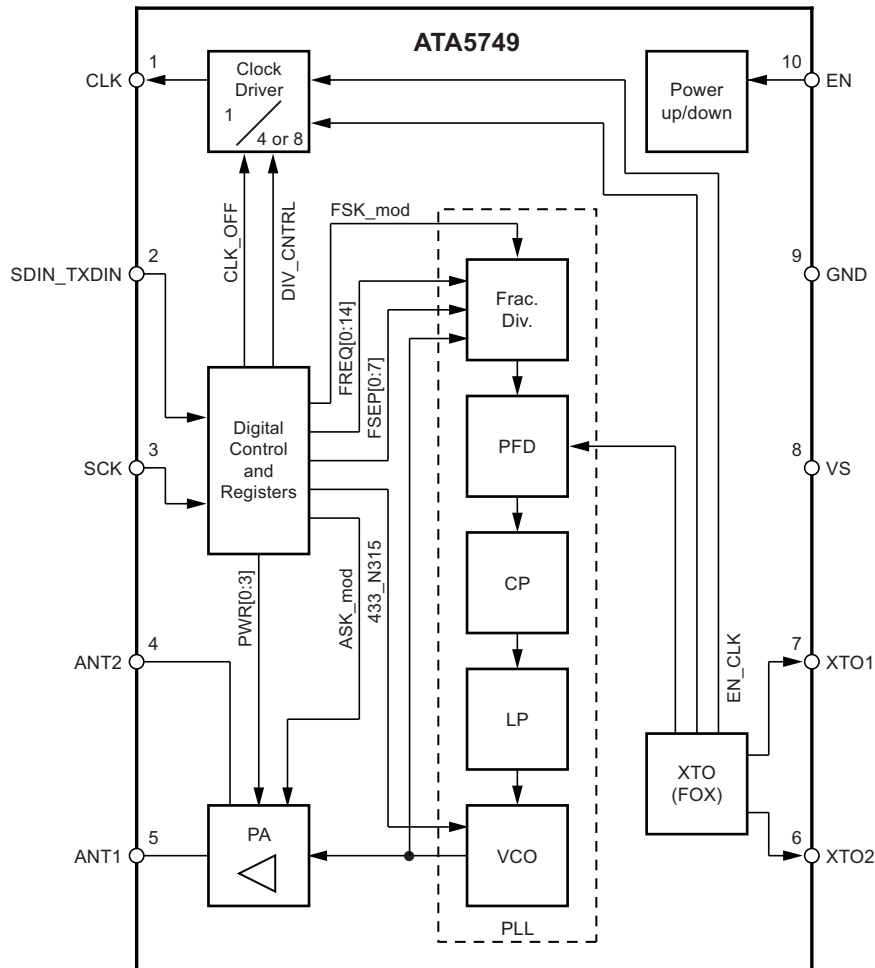 ATA5749
CLK
1
Clock
Driver
1
4 or 8
Power
up/down
10
EN
CLK_OFF
DIV_CNTRL
FSK_mod
SDIN_TXDIN
2
FREQ[0:14]
FSEP[0:7]
Frac.
Div.
9
GND
Digital
Control
and
Registers
PFD
SCK
3
8
VS
PWR[0:3]
ASK_mod
433_N315
CP
ANT2
4
LP
EN_CLK
7
XTO1
XTO
(FOX)
ANT1
5
PA
VCO
6
XTO2
PLL